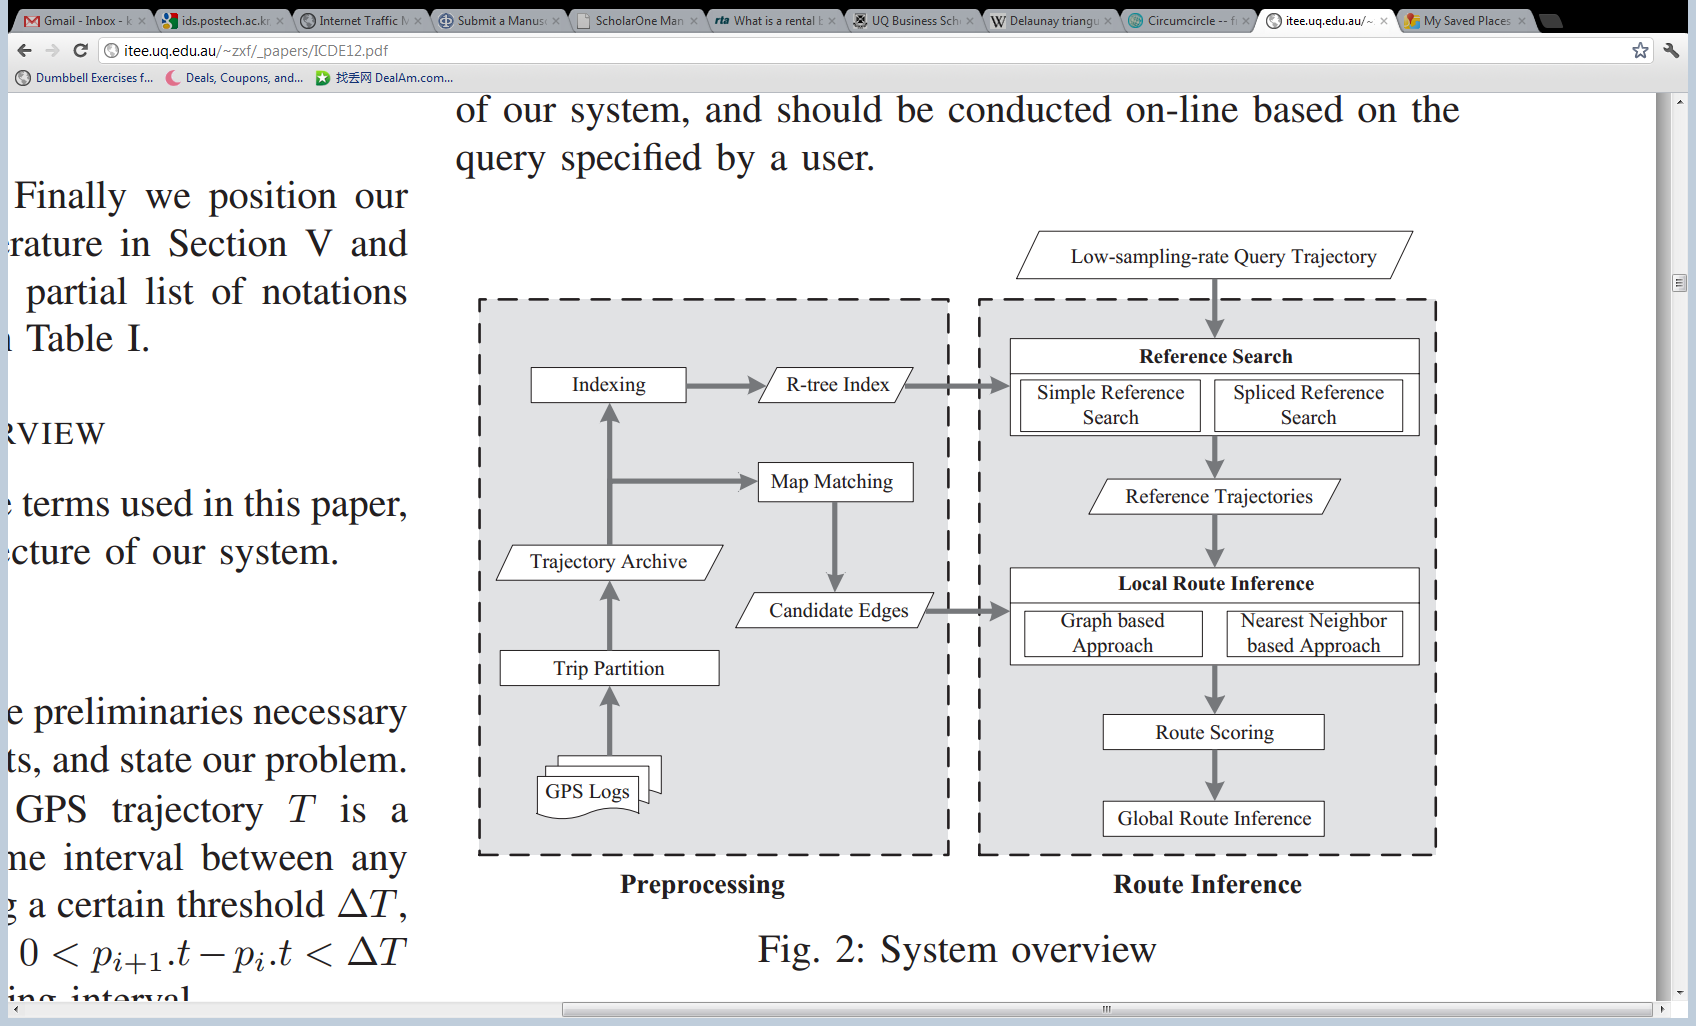 Gmail - Inbox - k
ids.postech.ac.kr
Internet Traffic M
Submit a Manus
ScholarOne Man
rta What is a rental b
UQ Business Sch
W Delaunay triangu
Circumcircle -- f
itee.uq.edu.au/~
My Saved Places
itee.uq.edu.au/~zxf/_papers/ICDE12.pdf
Dumbbell Exercises f...
Deals, Coupons, and...
找丢网 DealAm.com...
of our system, and should be conducted on-line based on the
query specified by a user.
Finally we position our
erature in Section V and
partial list of notations
Table I.
RVIEW
terms used in this paper,
ecture of our system.
e preliminaries necessary
ts, and state our problem.
GPS trajectory T is a
me interval between any
g a certain threshold ΔT,
0 < p_{i+1}.t − p_i.t < ΔT
ing interval
Low-sampling-rate Query Trajectory
Indexing
R-tree Index
Map Matching
Trajectory Archive
Candidate Edges
Trip Partition
GPS Logs
Preprocessing
Reference Search
Simple Reference
Search
Spliced Reference
Search
Reference Trajectories
Local Route Inference
Graph based
Approach
Nearest Neighbor
based Approach
Route Scoring
Global Route Inference
Route Inference
Fig. 2: System overview